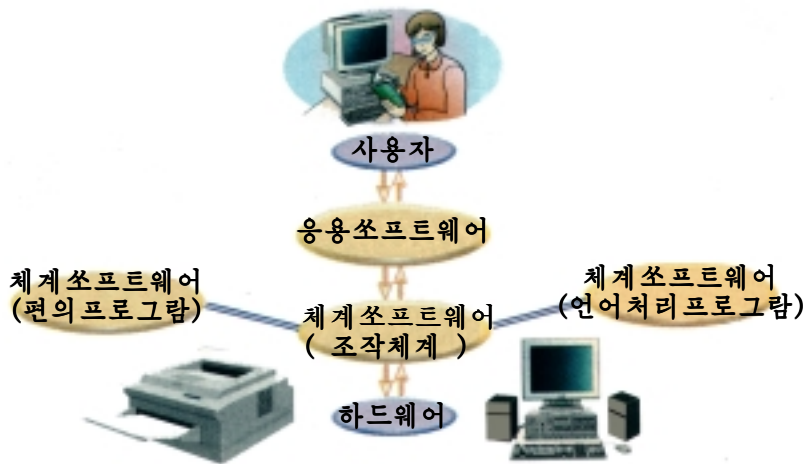 사용자
응용쏘프트웨어
체계쏘프트웨어
(편의프로그람)
체계쏘프트웨어
( 조작체계 )
체계쏘프트웨어
(언어처리프로그람)
하드웨어